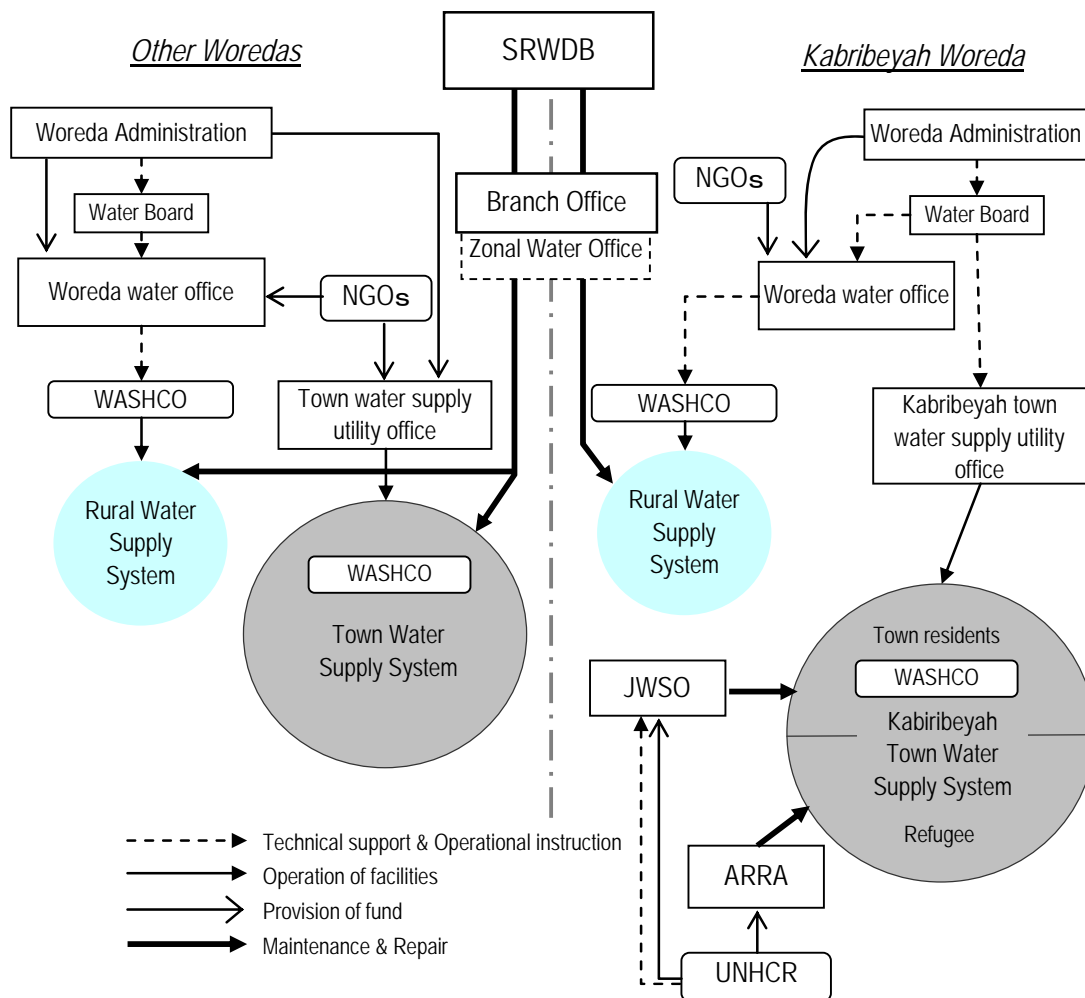 Other Woredas
SRWDB
Kabribeyah Woreda
Woreda Administration
Water Board
Woreda water office
NGOs
WASHCO
Town water supply
utility office
Rural Water
Supply
System
WASHCO
Town Water
Supply System
Branch Office
Zonal Water Office
Woreda Administration
NGOs
Water Board
Woreda water office
WASHCO
Kabribeyah town
water supply utility
office
Rural Water
Supply
System
Town residents
WASHCO
Kabiribeyah
Town Water
Supply System
Refugee
JWSO
ARRA
UNHCR
Technical support & Operational instruction
Operation of facilities
Provision of fund
Maintenance & Repair